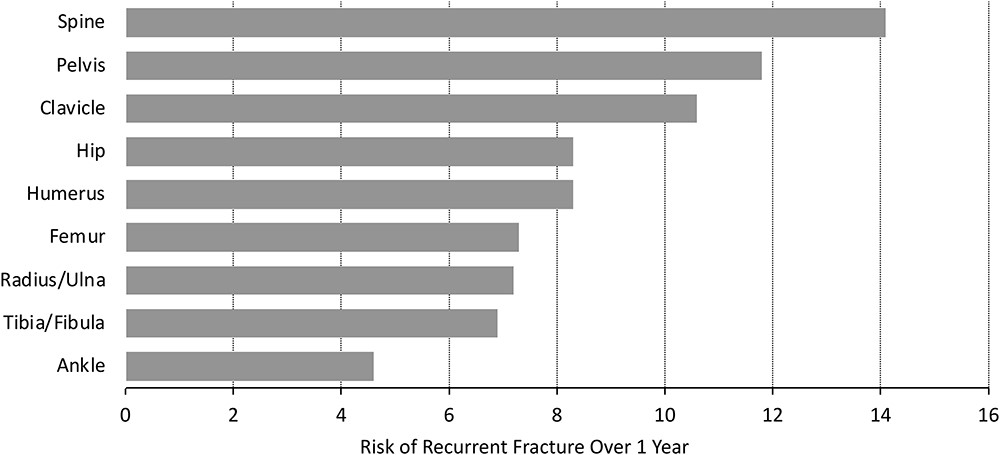 Spine
Pelvis
Clavicle
Hip
Humerus
Femur
Radius/Ulna
Tibia/Fibula
Ankle
0 2 4 6 8 10 12 14 16
Risk of Recurrent Fracture Over 1 Year